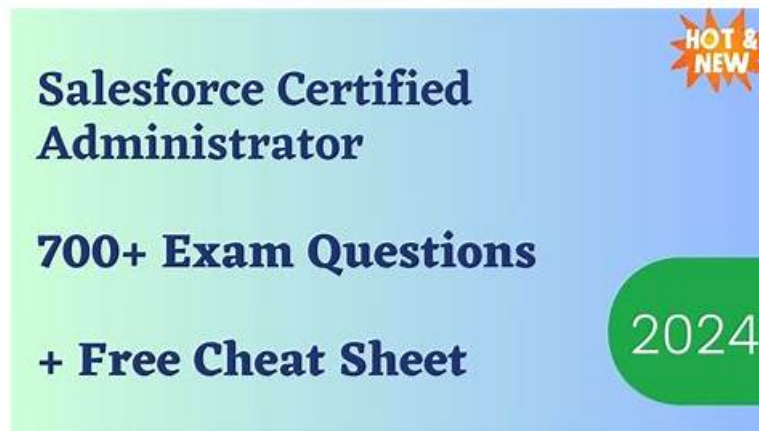 HOT &
NEW
Salesforce Certified
Administrator
700+ Exam Questions
+ Free Cheat Sheet
2024